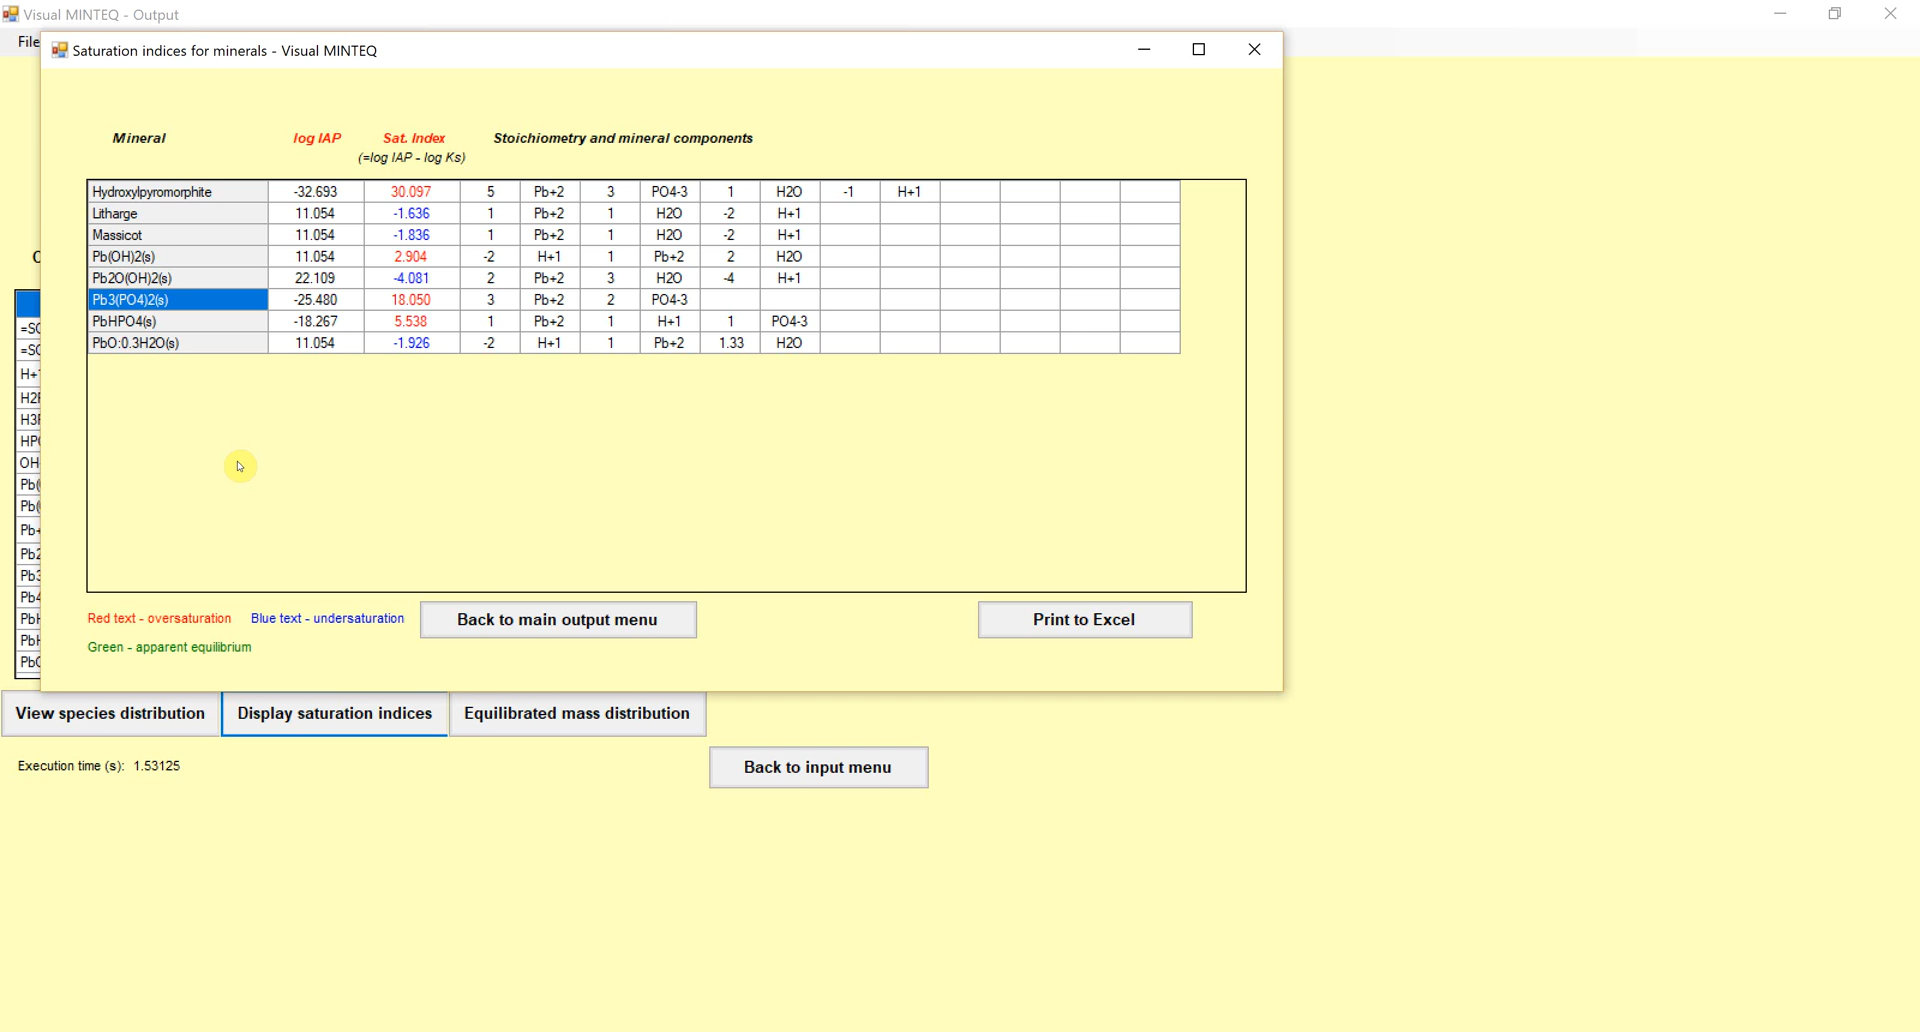 Visual MINTEQ - Output
File
Saturation indices for minerals - Visual MINTEQ
Mineral log IAP Sat. Index Stoichiometry and mineral components
(=log IAP - log Ks)
Hydroxylpyromorphite -32.693 30.097 5 Pb+2 3 PO4-3 1 H2O -1 H+1
Litharge 11.054 -1.636 1 Pb+2 1 H2O -2 H+1
Massicot 11.054 -1.836 1 Pb+2 1 H2O -2 H+1
Pb(OH)2(s) 11.054 2.904 -2 H+1 1 Pb+2 2 H2O
Pb2O(OH)2(s) 22.109 -4.081 2 Pb+2 3 H2O -4 H+1
Pb3(PO4)2(s) -25.480 18.050 3 Pb+2 2 PO4-3
PbHPO4(s) -18.267 5.538 1 Pb+2 1 H+1 1 PO4-3
PbO:0.3H2O(s) 11.054 -1.926 -2 H+1 1 Pb+2 1.33 H2O
Red text - oversaturation Blue text - undersaturation Back to main output menu Print to Excel
Green - apparent equilibrium
View species distribution Display saturation indices Equilibrated mass distribution
Execution time (s): 1.53125
Back to input menu